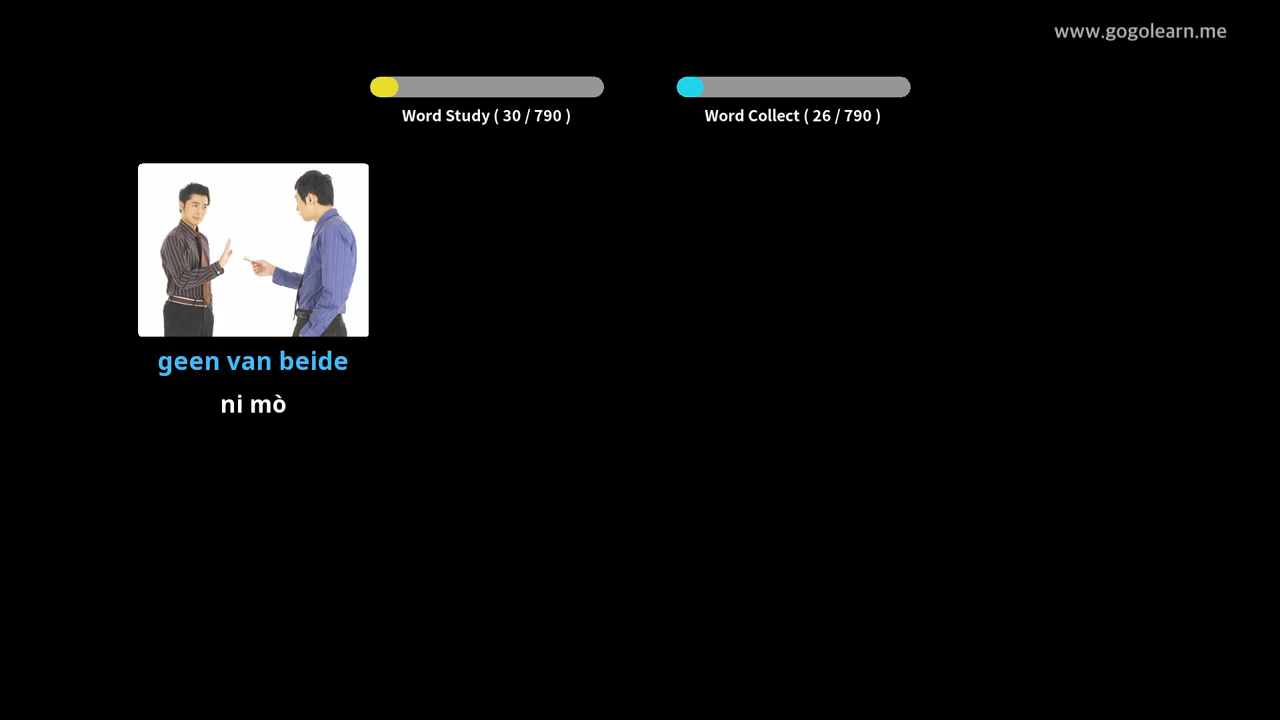 www.gogolearn.me
Word Study ( 30 / 790 )
Word Collect ( 26 / 790 )
geen van beide
ni mò